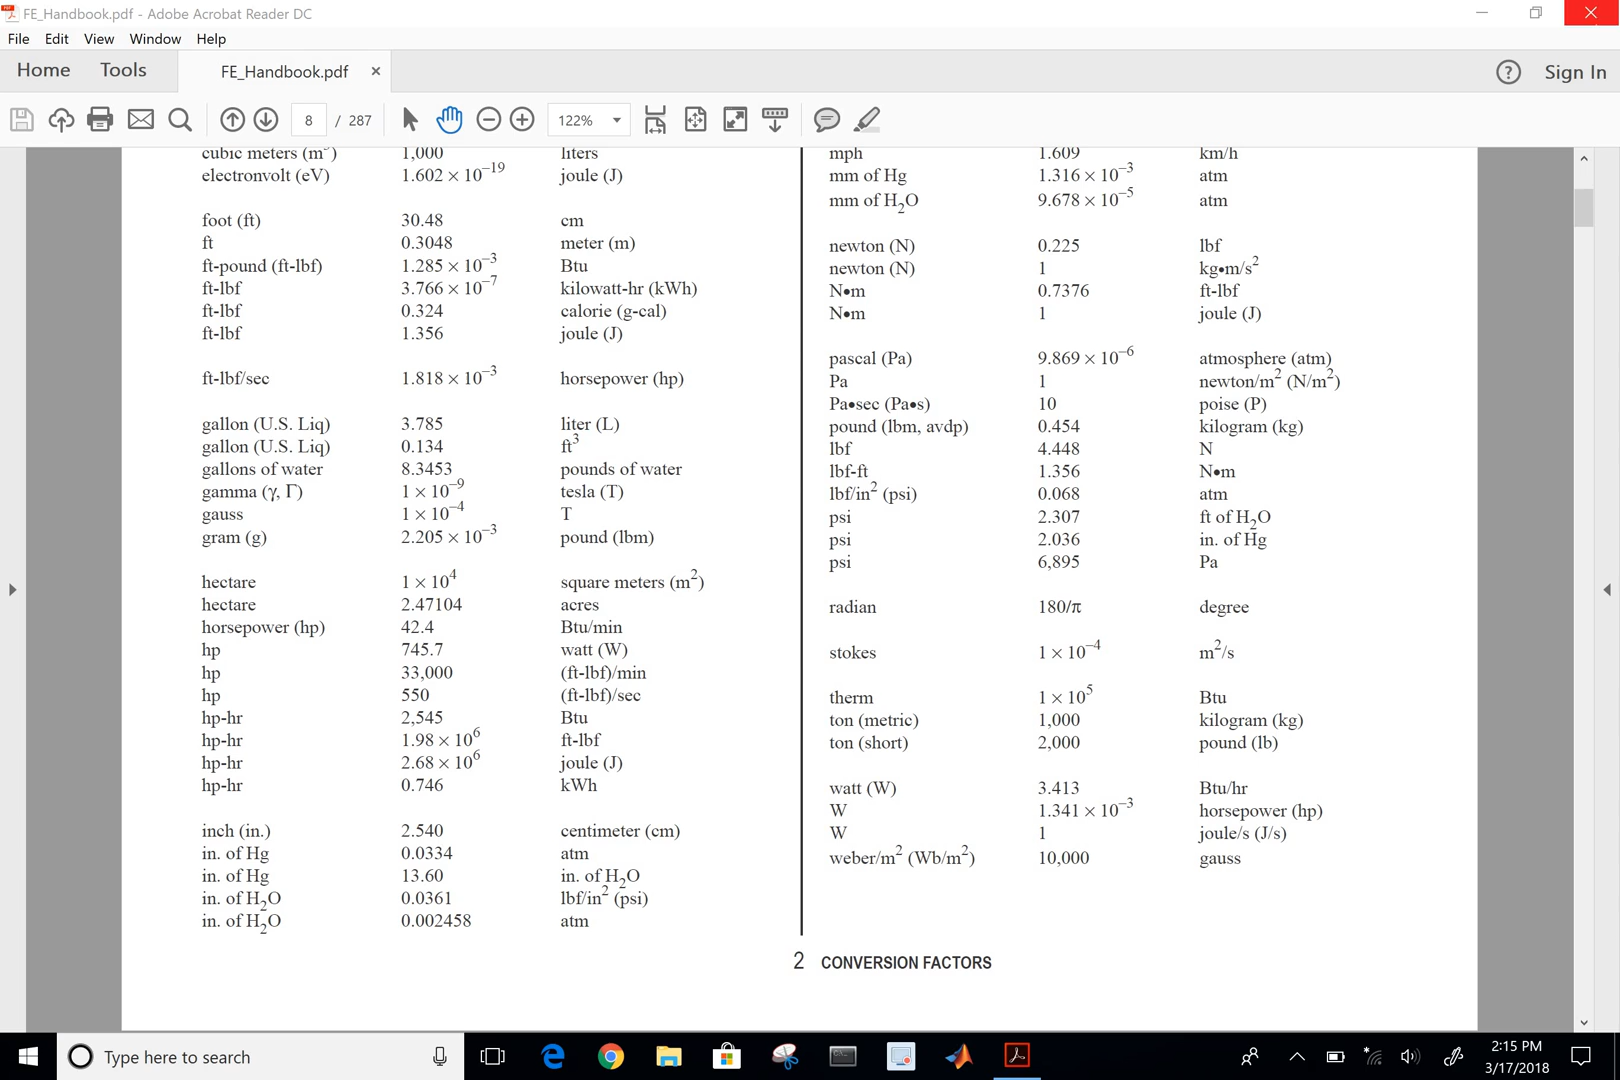 FE_Handbook.pdf - Adobe Acrobat Reader DC
File Edit View Window Help
Home Tools FE_Handbook.pdf × ? Sign In
8 / 287 122%
cubic meters (m³) 1,000 liters
electronvolt (eV) 1.602 × 10⁻¹⁹ joule (J)
foot (ft) 30.48 cm
ft 0.3048 meter (m)
ft-pound (ft-lbf) 1.285 × 10⁻³ Btu
ft-lbf 3.766 × 10⁻⁷ kilowatt-hr (kWh)
ft-lbf 0.324 calorie (g-cal)
ft-lbf 1.356 joule (J)
ft-lbf/sec 1.818 × 10⁻³ horsepower (hp)
gallon (U.S. Liq) 3.785 liter (L)
gallon (U.S. Liq) 0.134 ft³
gallons of water 8.3453 pounds of water
gamma (γ, Γ) 1 × 10⁻⁹ tesla (T)
gauss 1 × 10⁻⁴ T
gram (g) 2.205 × 10⁻³ pound (lbm)
hectare 1 × 10⁴ square meters (m²)
hectare 2.47104 acres
horsepower (hp) 42.4 Btu/min
hp 745.7 watt (W)
hp 33,000 (ft-lbf)/min
hp 550 (ft-lbf)/sec
hp-hr 2,545 Btu
hp-hr 1.98 × 10⁶ ft-lbf
hp-hr 2.68 × 10⁶ joule (J)
hp-hr 0.746 kWh
inch (in.) 2.540 centimeter (cm)
in. of Hg 0.0334 atm
in. of Hg 13.60 in. of H₂O
in. of H₂O 0.0361 lbf/in² (psi)
in. of H₂O 0.002458 atm
mph 1.609 km/h
mm of Hg 1.316 × 10⁻³ atm
mm of H₂O 9.678 × 10⁻⁵ atm
newton (N) 0.225 lbf
newton (N) 1 kg•m/s²
N•m 0.7376 ft-lbf
N•m 1 joule (J)
pascal (Pa) 9.869 × 10⁻⁶ atmosphere (atm)
Pa 1 newton/m² (N/m²)
Pa•sec (Pa•s) 10 poise (P)
pound (lbm, avdp) 0.454 kilogram (kg)
lbf 4.448 N
lbf-ft 1.356 N•m
lbf/in² (psi) 0.068 atm
psi 2.307 ft of H₂O
psi 2.036 in. of Hg
psi 6,895 Pa
radian 180/π degree
stokes 1 × 10⁻⁴ m²/s
therm 1 × 10⁵ Btu
ton (metric) 1,000 kilogram (kg)
ton (short) 2,000 pound (lb)
watt (W) 3.413 Btu/hr
W 1.341 × 10⁻³ horsepower (hp)
W 1 joule/s (J/s)
weber/m² (Wb/m²) 10,000 gauss
2 CONVERSION FACTORS
Type here to search
2:15 PM
3/17/2018